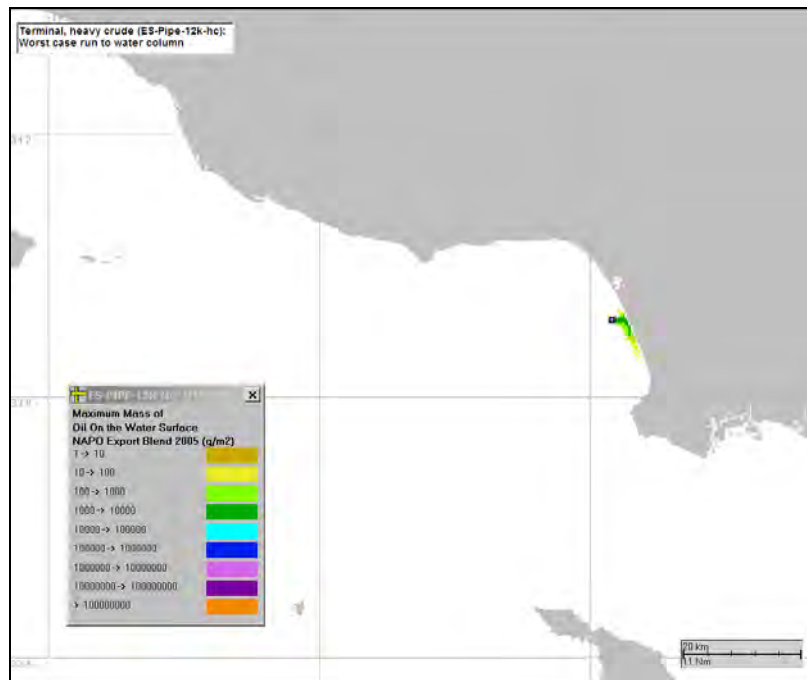 Terminal, heavy crude (ES-Pipe-12k-hc):
Worst case run to water column
Maximum Mass of
Oil On the Water Surface
NAPO Export Blend 2005 (g/m2)
1-> 10
10-> 100
100-> 1000
1000-> 10000
10000-> 100000
100000-> 1000000
1000000-> 10000000
10000000-> 100000000
> 100000000
20 km
11 Nm